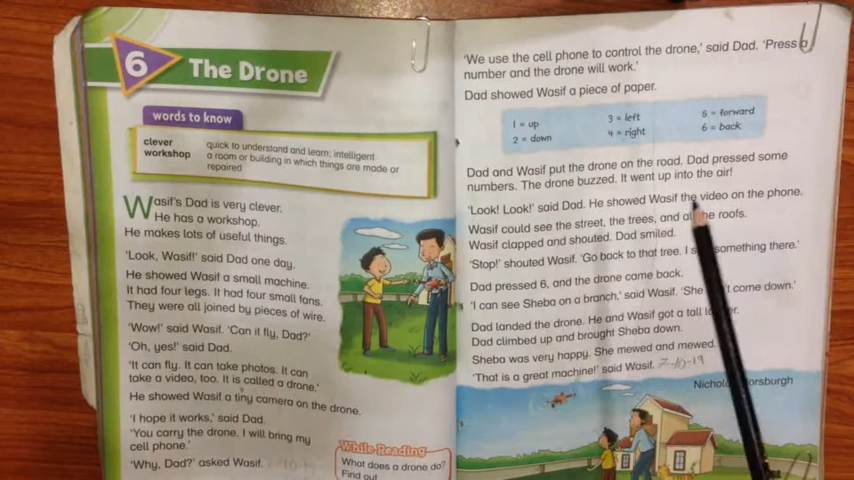 6
The Drone
words to know
clever quick to understand and learn; intelligent
workshop a room or building in which things are made or
repaired
Wasif's Dad is very clever.
He has a workshop.
He makes lots of useful things.
'Look, Wasif!' said Dad one day.
He showed Wasif a small machine.
It had four legs. It had four small fans.
They were all joined by pieces of wire.
'Wow!' said Wasif. 'Can it fly, Dad?'
'Oh, yes!' said Dad.
'It can fly. It can take photos. It can
take a video, too. It is called a drone.'
He showed Wasif a tiny camera on the drone.
'I hope it works,' said Dad.
'You carry the drone. I will bring my
cell phone.'
'Why, Dad?' asked Wasif.
While Reading
What does a drone do?
Find out.
'We use the cell phone to control the drone,' said Dad. 'Press a
number and the drone will work.'
Dad showed Wasif a piece of paper.
1 = up 3 = left 5 = forward
2 = down 4 = right 6 = back
Dad and Wasif put the drone on the road. Dad pressed some
numbers. The drone buzzed. It went up into the air!
'Look! Look!' said Dad. He showed Wasif the video on the phone.
Wasif could see the street, the trees, and all the roofs.
Wasif clapped and shouted. Dad smiled.
'Stop!' shouted Wasif. 'Go back to that tree. I something there.'
Dad pressed 6, and the drone came back.
'I can see Sheba on a branch,' said Wasif. 'She come down.'
Dad landed the drone. He and Wasif got a tall
Dad climbed up and brought Sheba down.
Sheba was very happy. She mewed and mewed.
'That is a great machine!' said Wasif. 7-10-19